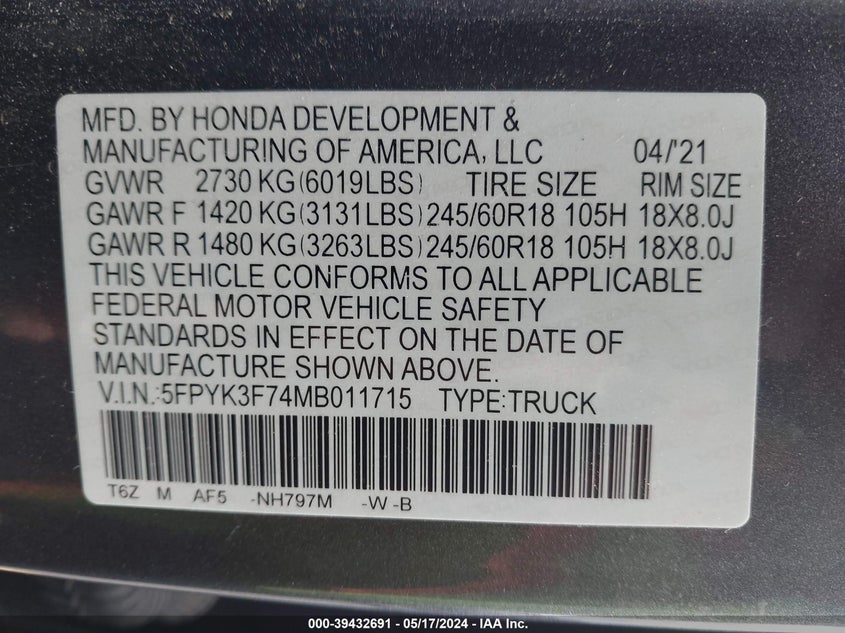 MFD. BY HONDA DEVELOPMENT &
MANUFACTURING OF AMERICA, LLC 04/'21
GVWR 2730 KG(6019LBS) TIRE SIZE RIM SIZE
GAWR F 1420 KG(3131LBS) 245/60R18 105H 18X8.0J
GAWR R 1480 KG(3263LBS) 245/60R18 105H 18X8.0J
THIS VEHICLE CONFORMS TO ALL APPLICABLE
FEDERAL MOTOR VEHICLE SAFETY
STANDARDS IN EFFECT ON THE DATE OF
MANUFACTURE SHOWN ABOVE.
V.I.N.:5FPYK3F74MB011715 TYPE:TRUCK
T6Z M AF5 -NH797M -W -B
000-39432691 - 05/17/2024 - IAA Inc.